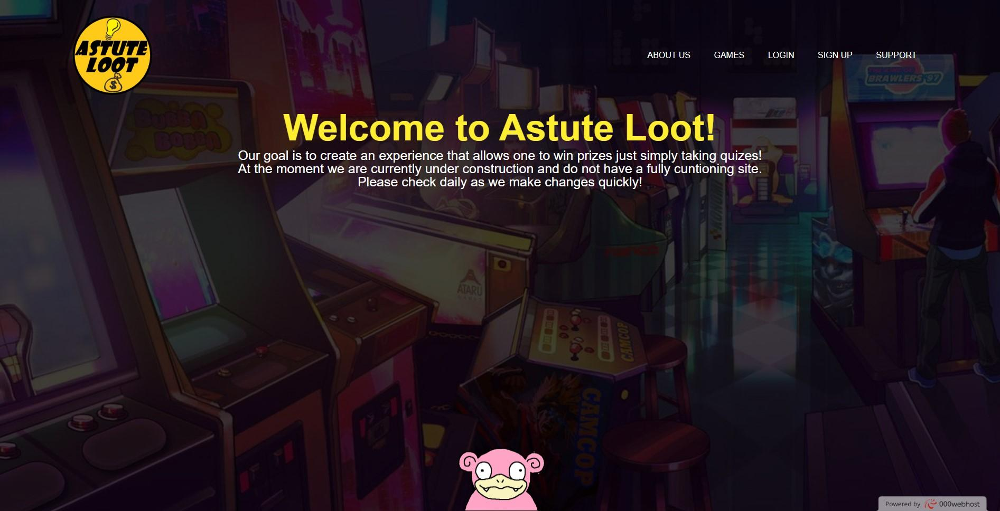 ASTUTE
LOOT
$
ABOUT US
GAMES
LOGIN
SIGN UP
SUPPORT
BRAWLERS '97
BUBBA
BOBBA
Welcome to Astute Loot!
Our goal is to create an experience that allows one to win prizes just simply taking quizes!
At the moment we are currently under construction and do not have a fully cuntioning site.
Please check daily as we make changes quickly!
ATARU
GAMES
CAMCOP
CAMCOP
Powered by 000webhost